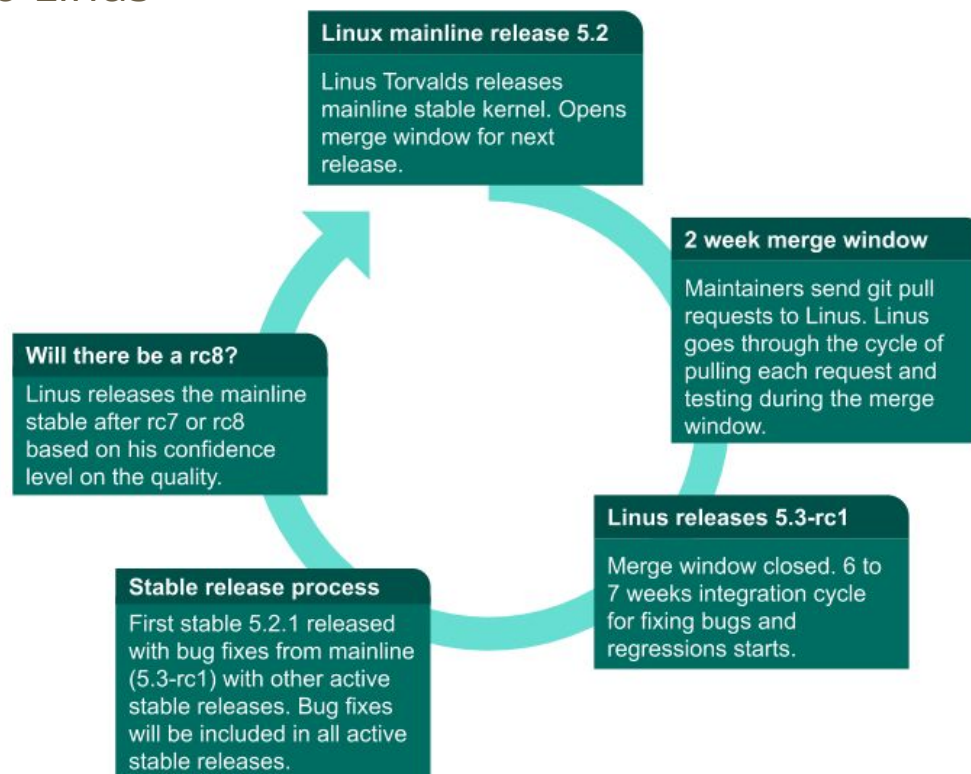 Linux mainline release 5.2
Linus Torvalds releases
mainline stable kernel. Opens
merge window for next
release.
2 week merge window
Maintainers send git pull
requests to Linus. Linus
goes through the cycle of
pulling each request and
testing during the merge
window.
Linus releases 5.3-rc1
Merge window closed. 6 to
7 weeks integration cycle
for fixing bugs and
regressions starts.
Stable release process
First stable 5.2.1 released
with bug fixes from mainline
(5.3-rc1) with other active
stable releases. Bug fixes
will be included in all active
stable releases.
Will there be a rc8?
Linus releases the mainline
stable after rc7 or rc8
based on his confidence
level on the quality.